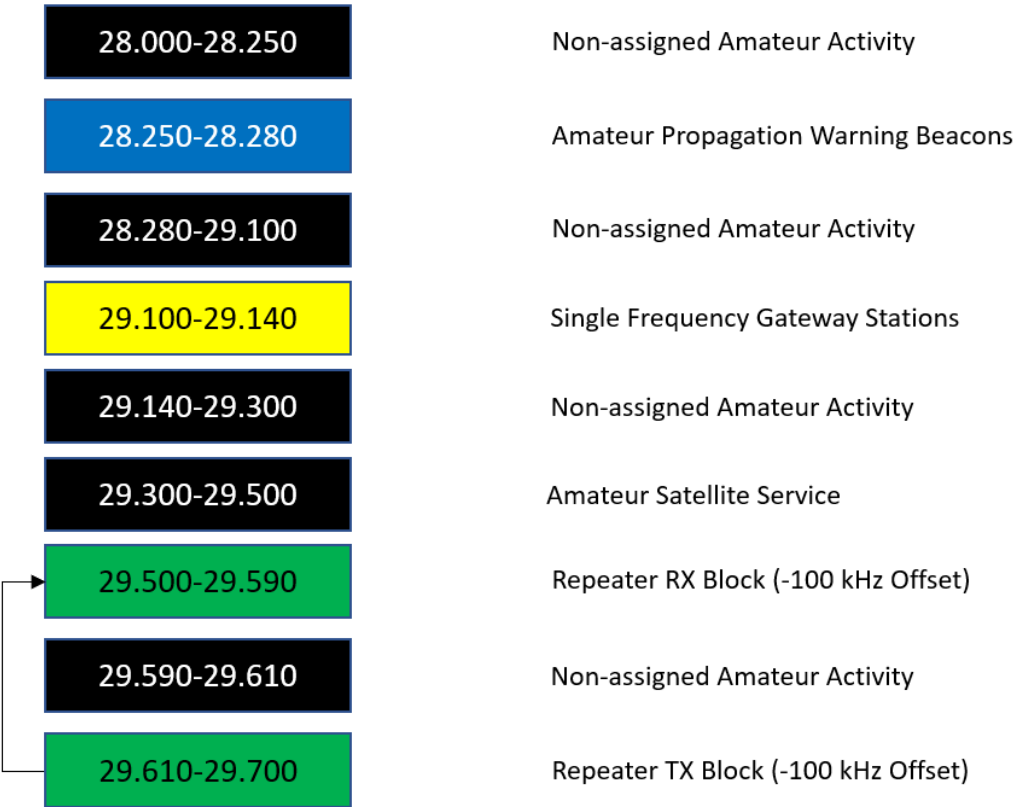 28.000-28.250 Non-assigned Amateur Activity
28.250-28.280 Amateur Propagation Warning Beacons
28.280-29.100 Non-assigned Amateur Activity
29.100-29.140 Single Frequency Gateway Stations
29.140-29.300 Non-assigned Amateur Activity
29.300-29.500 Amateur Satellite Service
29.500-29.590 Repeater RX Block (-100 kHz Offset)
29.590-29.610 Non-assigned Amateur Activity
29.610-29.700 Repeater TX Block (-100 kHz Offset)